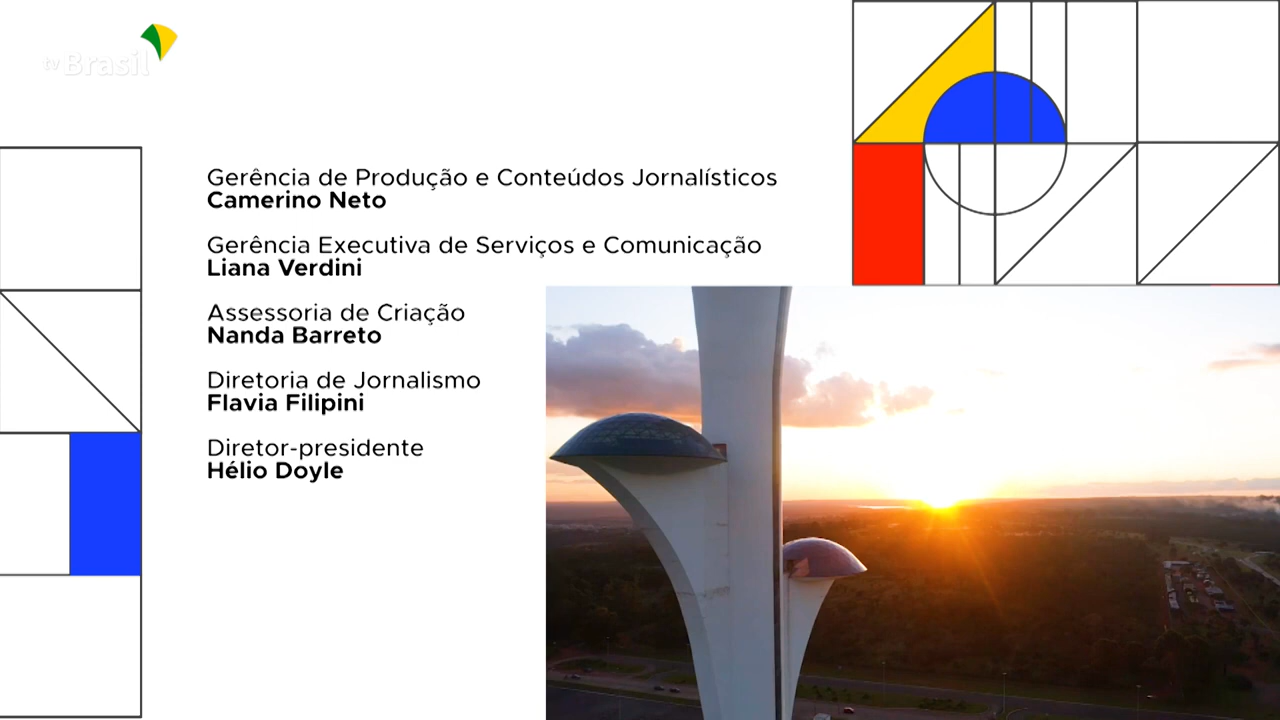 tv Brasil
Gerência de Produção e Conteúdos Jornalísticos
Camerino Neto
Gerência Executiva de Serviços e Comunicação
Liana Verdini
Assessoria de Criação
Nanda Barreto
Diretoria de Jornalismo
Flavia Filipini
Diretor-presidente
Hélio Doyle